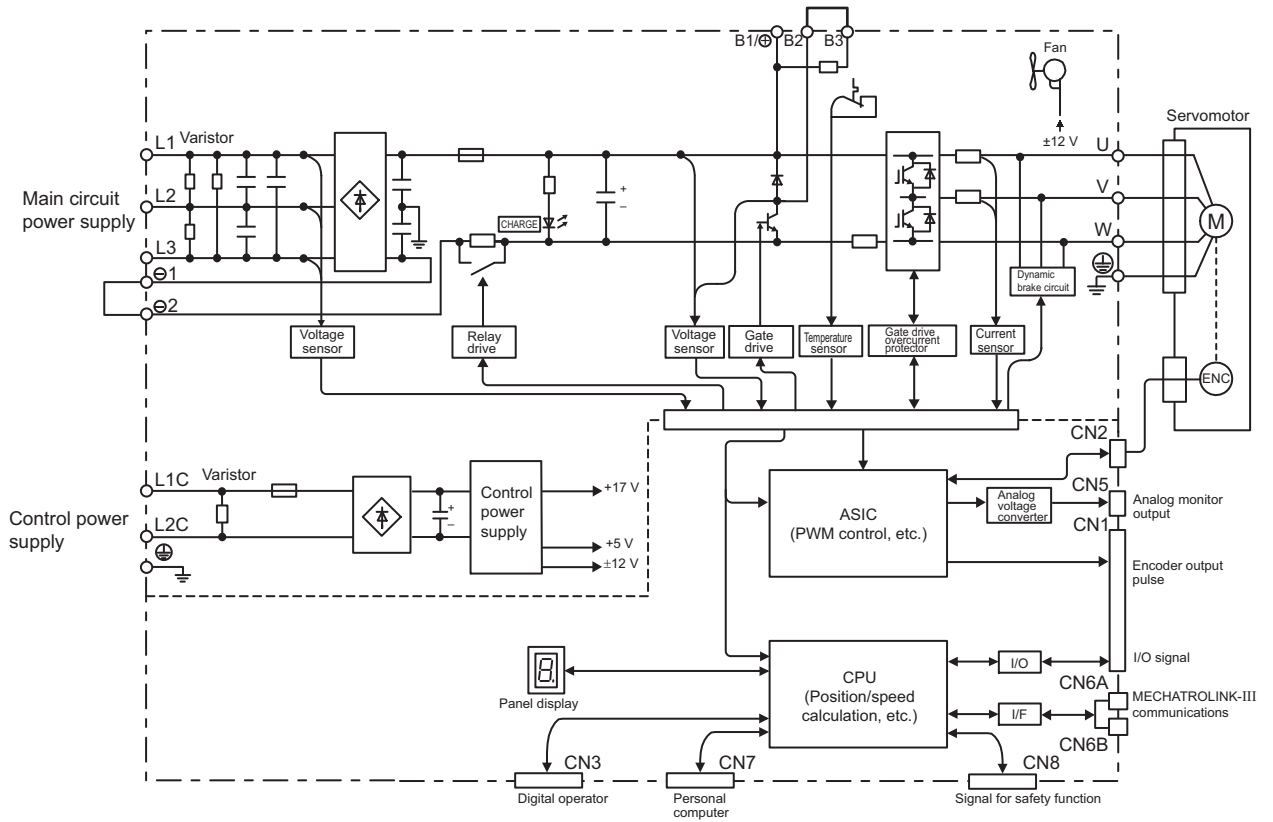 B1/⊕ B2 B3
Fan
±12 V
Servomotor
Varistor
L1
L2
L3
⊖1
⊖2
Main circuit
power supply
CHARGE
+
–
U
V
W
M
ENC
Dynamic
brake circuit
Voltage
sensor
Relay
drive
Voltage
sensor
Gate
drive
Temperature
sensor
Gate drive
overcurrent
protector
Current
sensor
Varistor
L1C
L2C
Control power
supply
+
–
Control
power
supply
+17 V
+5 V
±12 V
ASIC
(PWM control, etc.)
Analog
voltage
converter
CN2
CN5
Analog monitor
output
CN1
Encoder output
pulse
I/O signal
CPU
(Position/speed
calculation, etc.)
I/O
I/F
CN6A
MECHATROLINK-III
communications
CN6B
8.
Panel display
CN3
Digital operator
CN7
Personal
computer
CN8
Signal for safety function